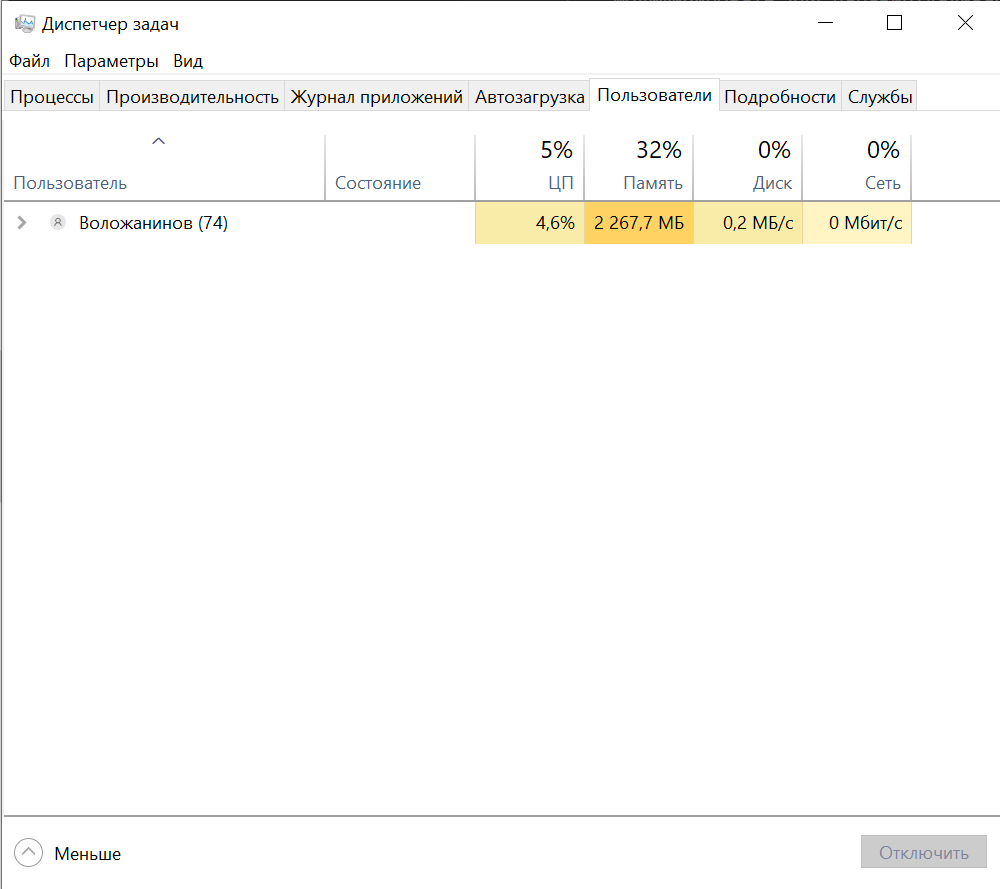 Диспетчер задач
Файл Параметры Вид
Процессы Производительность Журнал приложений Автозагрузка Пользователи Подробности Службы
5% 32% 0% 0%
Пользователь Состояние ЦП Память Диск Сеть
Воложанинов (74) 4,6% 2 267,7 МБ 0,2 МБ/с 0 Мбит/с
Меньше Отключить